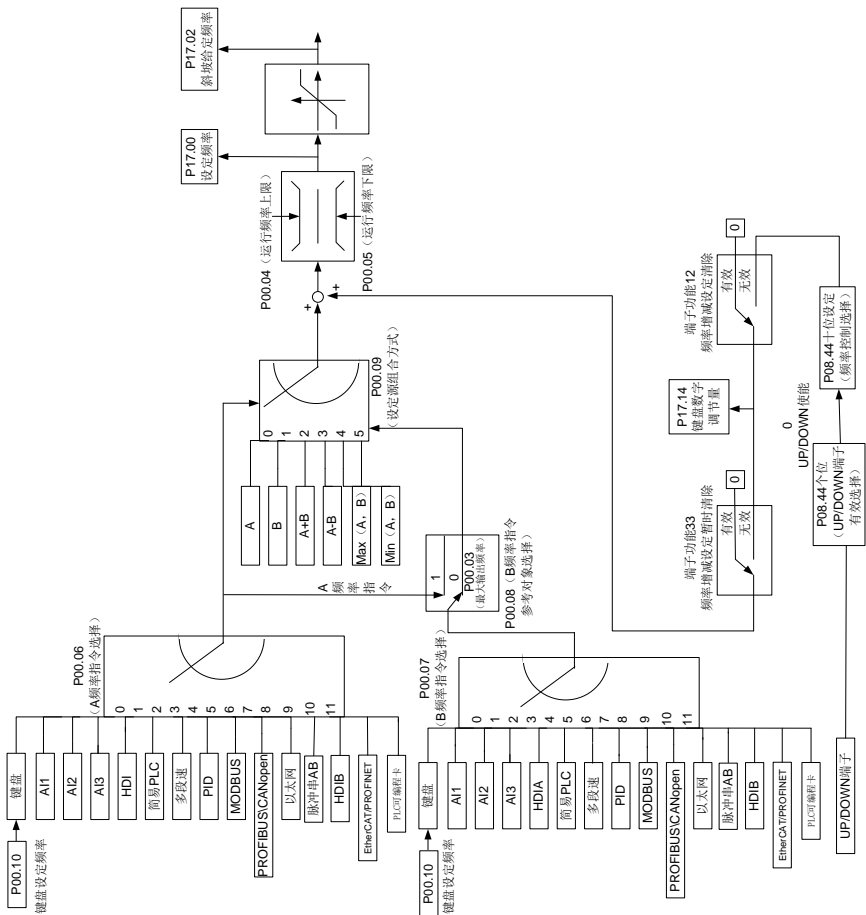 P17.02
斜坡给定频率
P17.00
设定频率
P00.04（运行频率上限）
P00.05（运行频率下限）
+
+
P00.09
（设定源组合方式）
0
1
2
3
4
5
A
B
A+B
A-B
Max（A，B）
Min（A，B）
A
频
率
指
令
1
0
P00.03
（最大输出频率）
P00.08（B频率指令
参考对象选择）
P00.06
（A频率指令选择）
0
1
2
3
4
5
6
7
8
9
10
11
键盘
AI1
AI2
AI3
HDI
简易PLC
多段速
PID
MODBUS
PROFIBUS\CANopen
以太网
脉冲串AB
HDIB
EtherCAT/PROFINET
PLC可编程卡
P00.10
键盘设定频率
P00.07
（B频率指令选择）
0
1
2
3
4
5
6
7
8
9
10
11
键盘
AI1
AI2
AI3
HDIA
简易PLC
多段速
PID
MODBUS
PROFIBUS\CANopen
以太网
脉冲串AB
HDIB
EtherCAT/PROFINET
PLC可编程卡
P00.10
键盘设定频率
端子功能12
频率增减设定清除
有效
无效
0
P17.14
键盘数字
调节量
端子功能33
频率增减设定暂时清除
有效
无效
0
P08.44十位设定
（频率控制选择）
0
UP/DOWN使能
P08.44个位
（UP/DOWN端子
有效选择）
UP/DOWN端子